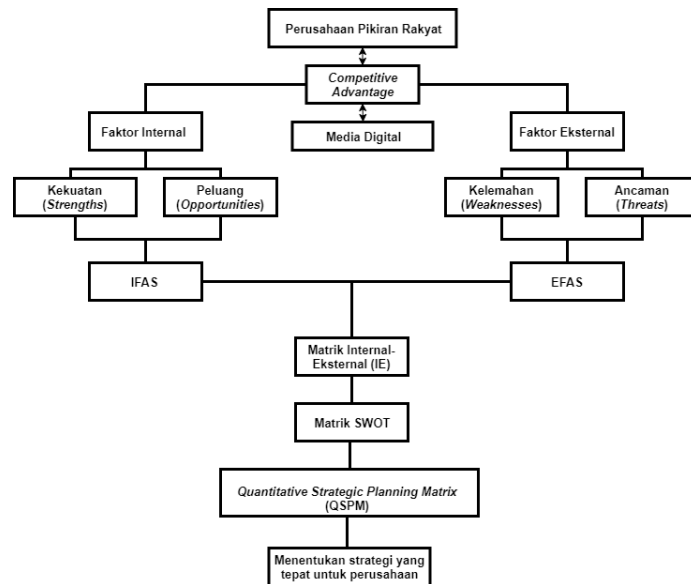 Perusahaan Pikiran Rakyat
Competitive
Advantage
Faktor Internal
Media Digital
Faktor Eksternal
Kekuatan
(Strengths)
Peluang
(Opportunities)
Kelemahan
(Weaknesses)
Ancaman
(Threats)
IFAS
EFAS
Matrik Internal-
Eksternal (IE)
Matrik SWOT
Quantitative Strategic Planning Matrix
(QSPM)
Menentukan strategi yang
tepat untuk perusahaan